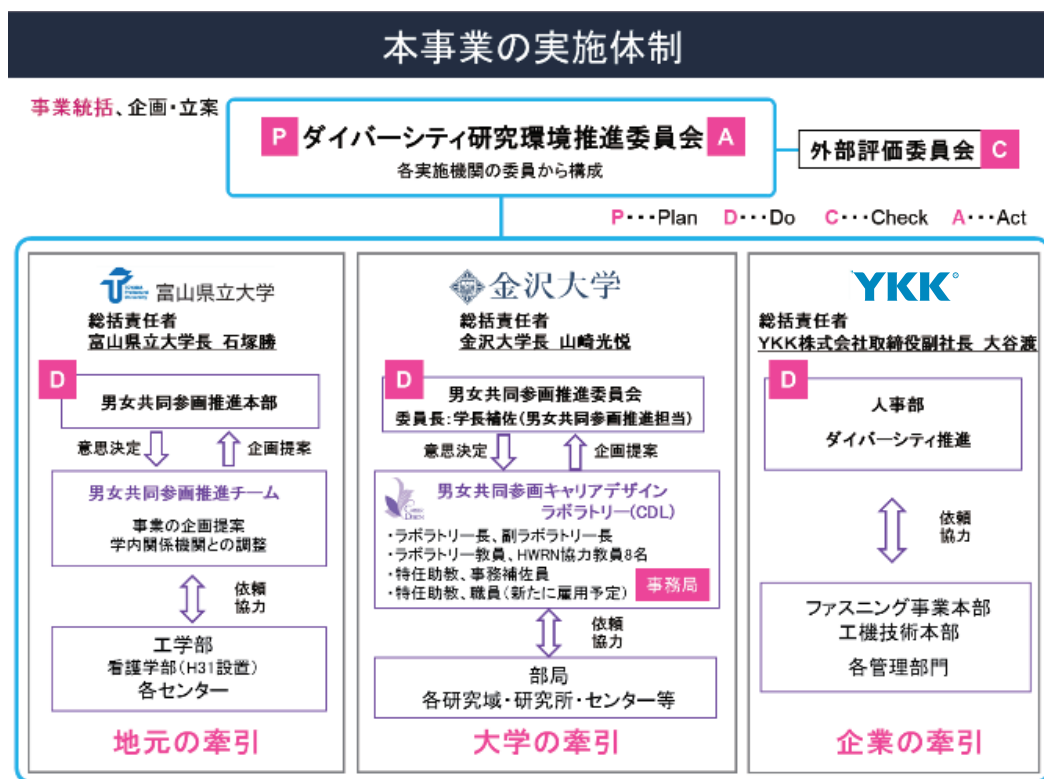 本事業の実施体制
事業統括、企画・立案
P ダイバーシティ研究環境推進委員会 A
各実施機関の委員から構成
外部評価委員会 C
P・・・Plan D・・・Do C・・・Check A・・・Act
富山県立大学
総括責任者
富山県立大学長 石塚勝
D
男女共同参画推進本部
意思決定 企画提案
男女共同参画推進チーム
事業の企画提案
学内関係機関との調整
依頼
協力
工学部
看護学部(H31設置)
各センター
地元の牽引
金沢大学
総括責任者
金沢大学長 山崎光悦
D
男女共同参画推進委員会
委員長:学長補佐(男女共同参画推進担当)
意思決定 企画提案
男女共同参画キャリアデザイン
ラボラトリー(CDL)
・ラボラトリー長、副ラボラトリー長
・ラボラトリー教員、HWRN協力教員8名
・特任助教、事務補佐員
・特任助教、職員(新たに雇用予定)
事務局
依頼
協力
部局
各研究域・研究所・センター等
大学の牽引
YKK
総括責任者
YKK株式会社取締役副社長 大谷渡
D
人事部
ダイバーシティ推進
依頼
協力
ファスニング事業本部
工機技術本部
各管理部門
企業の牽引